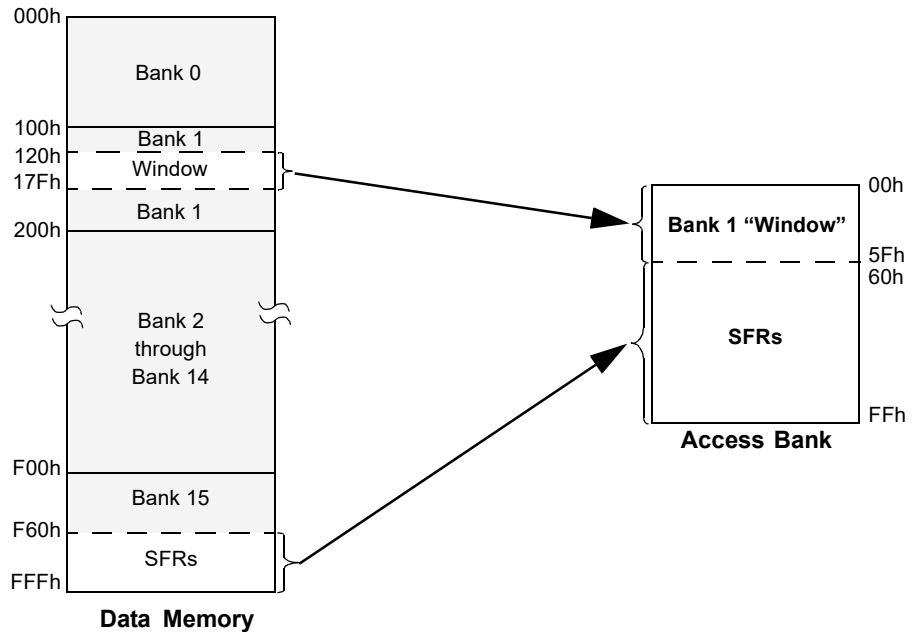 000h
Bank 0
100h
Bank 1
120h
Window
17Fh
Bank 1
200h
Bank 2
through
Bank 14
F00h
Bank 15
F60h
SFRs
FFFh
Data Memory
00h
Bank 1 “Window”
5Fh
60h
SFRs
FFh
Access Bank